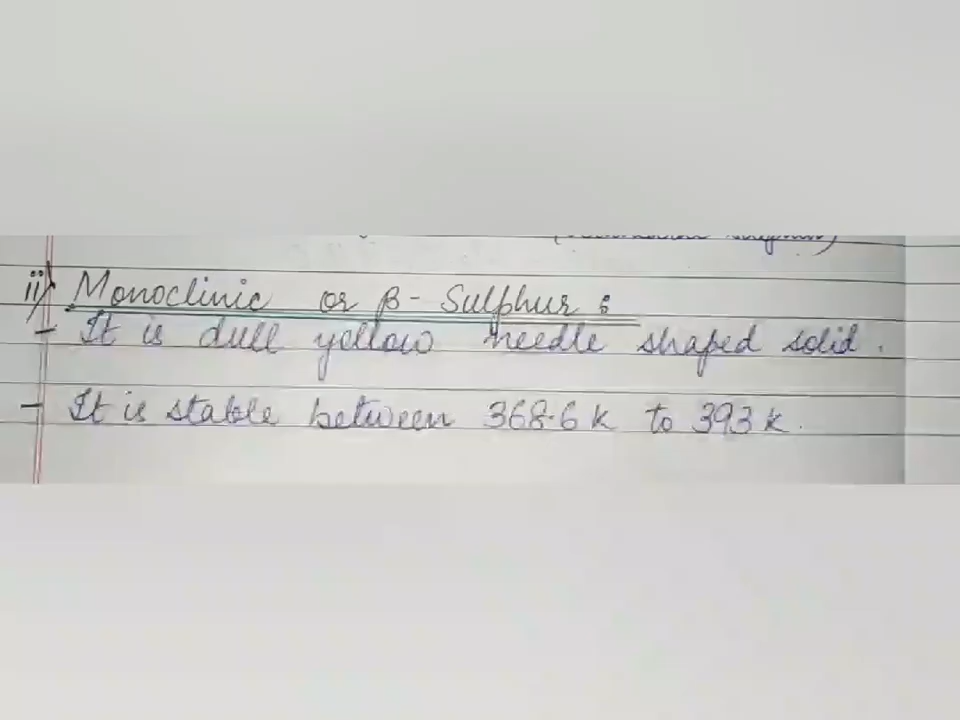 ii) Monoclinic or β - Sulphur :
- It is dull yellow needle shaped solid.
- It is stable between 368.6 k to 393 k.